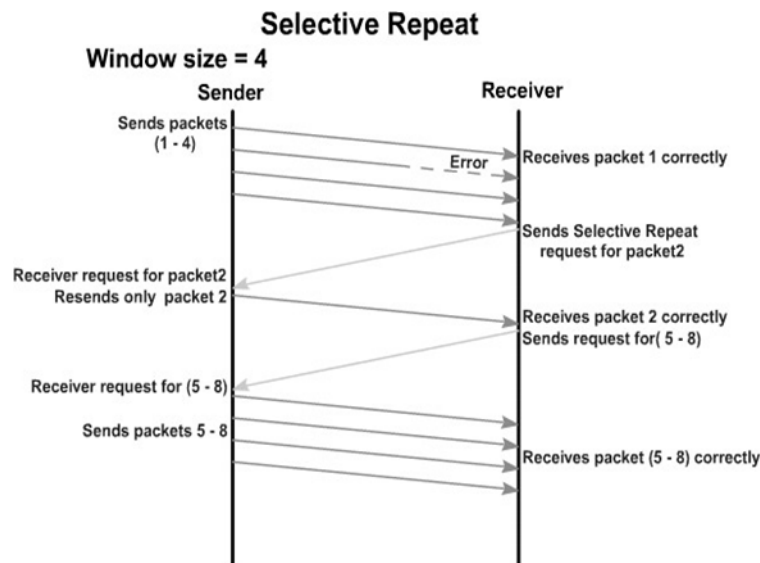 Selective Repeat
Window size = 4
Sender
Receiver
Sends packets
(1 - 4)
Error
Receives packet 1 correctly
Sends Selective Repeat
request for packet2
Receiver request for packet2
Resends only packet 2
Receives packet 2 correctly
Sends request for( 5 - 8)
Receiver request for (5 - 8)
Sends packets 5 - 8
Receives packet (5 - 8) correctly